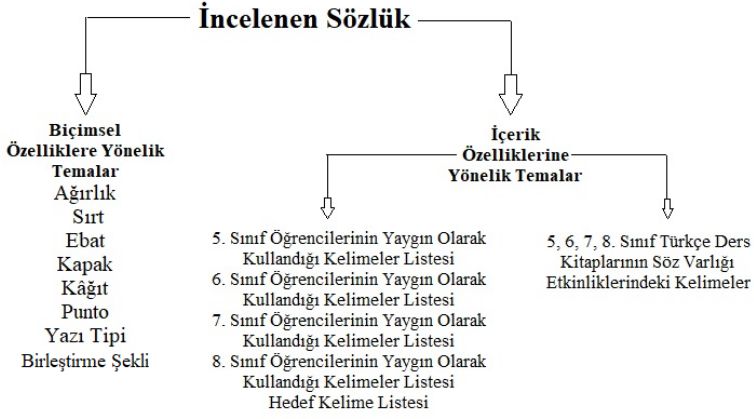 İncelenen Sözlük
Biçimsel
Özelliklere Yönelik
Temalar
Ağırlık
Sırt
Ebat
Kapak
Kâğıt
Punto
Yazı Tipi
Birleştirme Şekli
İçerik
Özelliklerine
Yönelik Temalar
5. Sınıf Öğrencilerinin Yaygın Olarak
Kullandığı Kelimeler Listesi
6. Sınıf Öğrencilerinin Yaygın Olarak
Kullandığı Kelimeler Listesi
7. Sınıf Öğrencilerinin Yaygın Olarak
Kullandığı Kelimeler Listesi
8. Sınıf Öğrencilerinin Yaygın Olarak
Kullandığı Kelimeler Listesi
Hedef Kelime Listesi
5, 6, 7, 8. Sınıf Türkçe Ders
Kitaplarının Söz Varlığı
Etkinliklerindeki Kelimeler